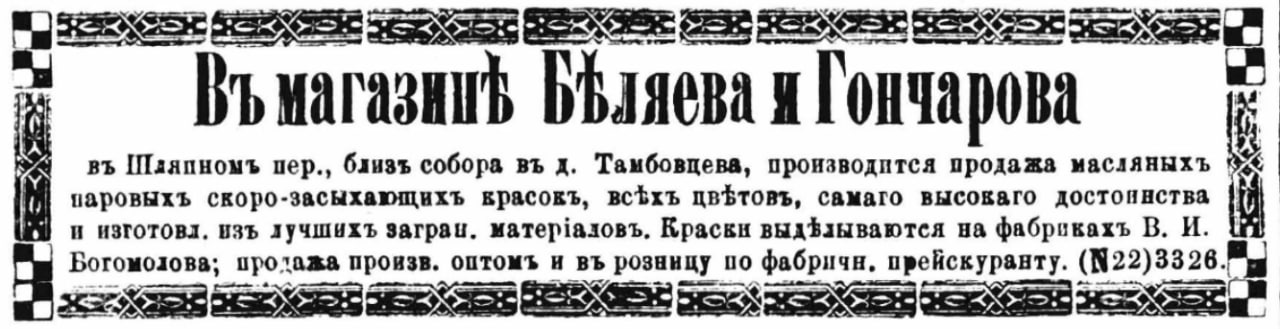 Въ магазинѣ Бѣляева и Гончарова
въ Шляпномъ пер., близъ собора въ д. Тамбовцева, производится продажа масляныхъ
паровыхъ скоро-засыхающихъ красокъ, всѣхъ цвѣтовъ, самаго высокаго достоинства
и изготовл. изъ лучшихъ загран. матеріаловъ. Краски выдѣлываются на фабрикахъ В. И.
Богомолова; продажа произв. оптомъ и въ розницу по фабричн. прейскуранту. (N22)3326.